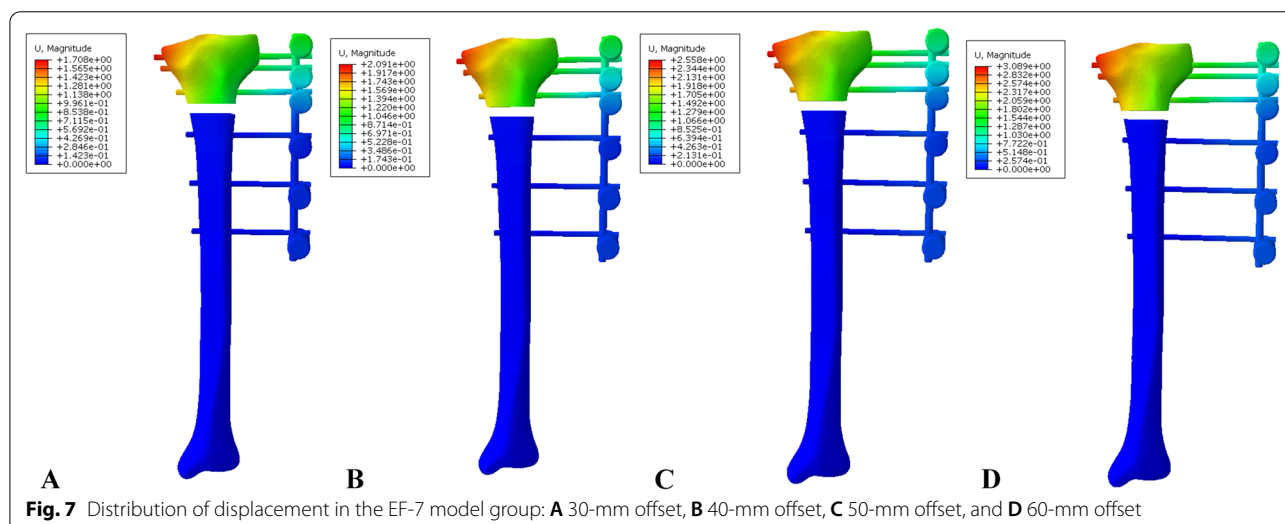 U, Magnitude
+1.708e+00
+1.565e+00
+1.423e+00
+1.281e+00
+1.138e+00
+9.961e-01
+8.538e-01
+7.115e-01
+5.692e-01
+4.269e-01
+2.846e-01
+1.423e-01
+0.000e+00
U, Magnitude
+2.091e+00
+1.917e+00
+1.743e+00
+1.569e+00
+1.394e+00
+1.220e+00
+1.046e+00
+8.714e-01
+6.971e-01
+5.228e-01
+3.486e-01
+1.743e-01
+0.000e+00
U, Magnitude
+2.558e+00
+2.344e+00
+2.131e+00
+1.918e+00
+1.705e+00
+1.492e+00
+1.279e+00
+1.066e+00
+8.525e-01
+6.394e-01
+4.263e-01
+2.131e-01
+0.000e+00
U, Magnitude
+3.089e+00
+2.832e+00
+2.574e+00
+2.317e+00
+2.059e+00
+1.802e+00
+1.544e+00
+1.287e+00
+1.030e+00
+7.722e-01
+5.148e-01
+2.574e-01
+0.000e+00
A B C D
Fig. 7 Distribution of displacement in the EF-7 model group: A 30-mm offset, B 40-mm offset, C 50-mm offset, and D 60-mm offset